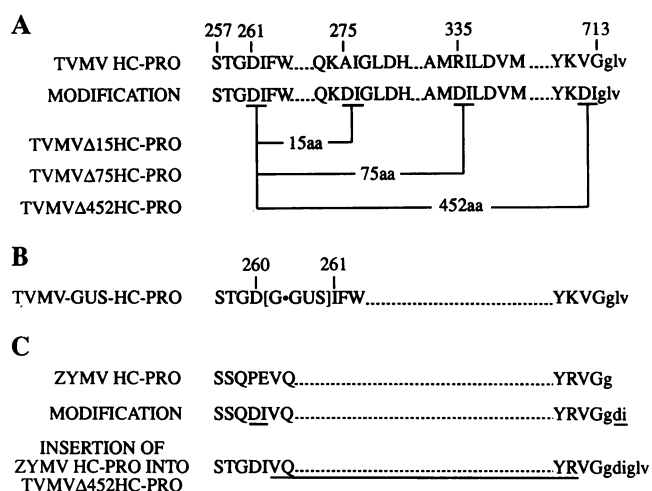 A
257 261 275 335 713
TVMV HC-PRO STGDIFW....QKAIGLDH...AMRILDVM ....YKVGglv
MODIFICATION STGDIFW....QKDIGLDH...AMDILDVM ....YKDIglv
TVMVΔ15HC-PRO 15aa
TVMVΔ75HC-PRO 75aa
TVMVΔ452HC-PRO 452aa
B
260 261
TVMV-GUS-HC-PRO STGD[G•GUS]IFW........................................YKVGglv
C
ZYMV HC-PRO SSQPEVQ.......................................................YRVGg
MODIFICATION SSQDIVQ.......................................................YRVGgdi
INSERTION OF
ZYMV HC-PRO INTO STGDIVQ.......................................................YRVGgdiglv
TVMVΔ452HC-PRO